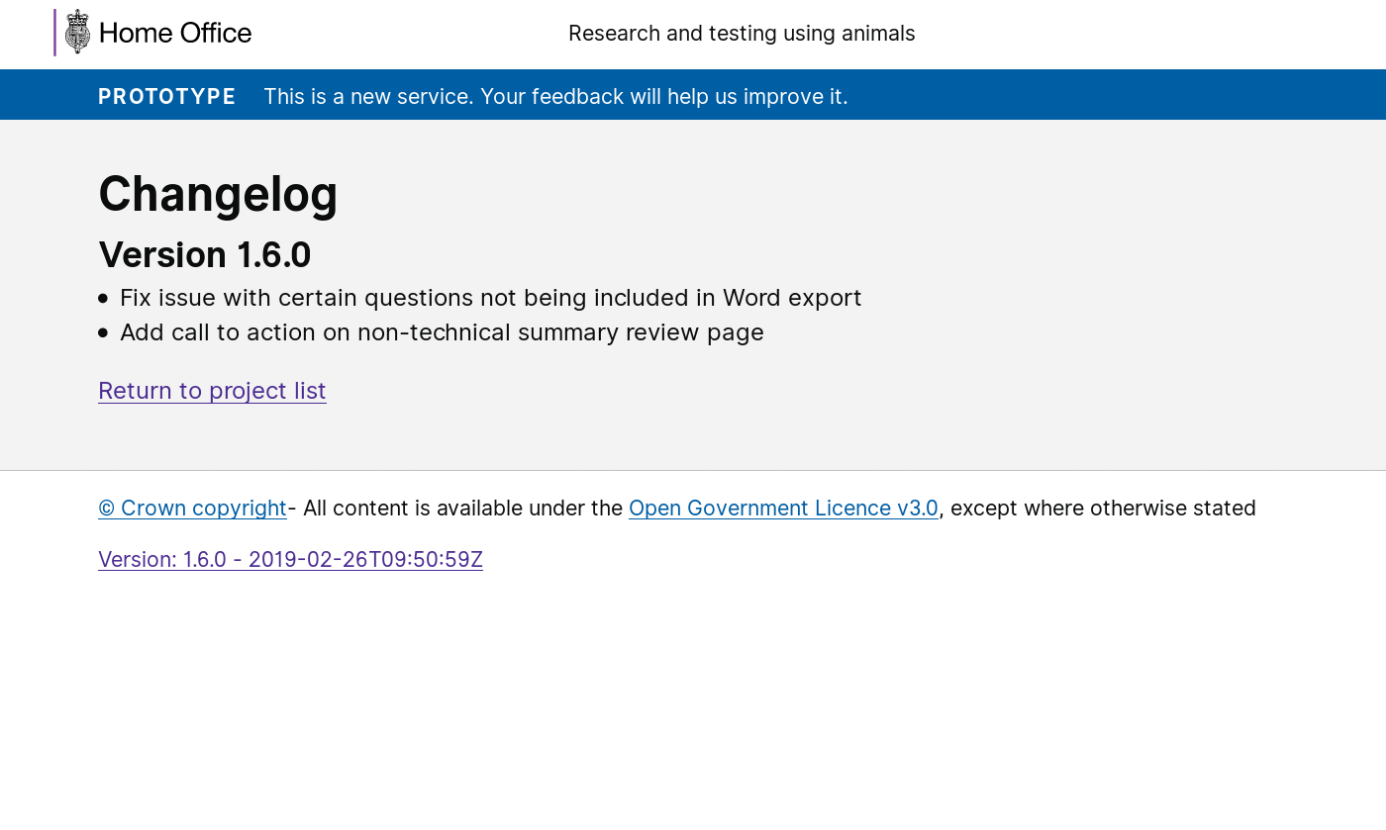 Home Office
Research and testing using animals
PROTOTYPE This is a new service. Your feedback will help us improve it.
Changelog
Version 1.6.0
Fix issue with certain questions not being included in Word export
Add call to action on non-technical summary review page
Return to project list
© Crown copyright- All content is available under the Open Government Licence v3.0, except where otherwise stated
Version: 1.6.0 - 2019-02-26T09:50:59Z